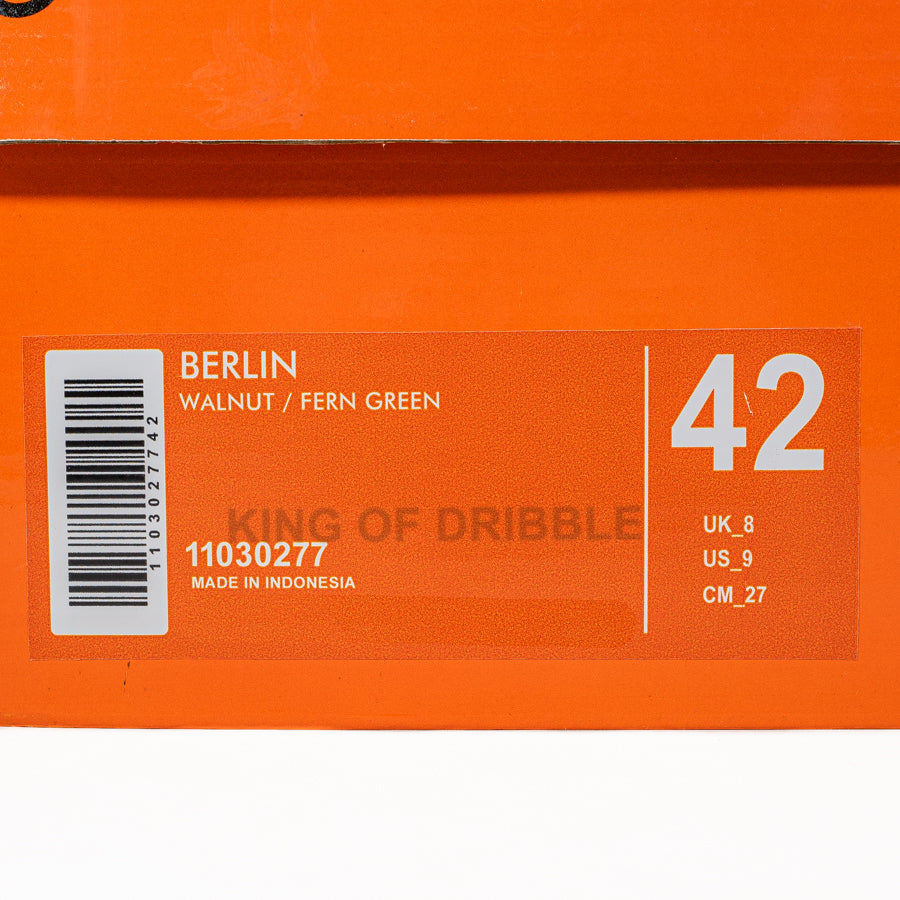 BERLIN
WALNUT / FERN GREEN
KING OF DRIBBLE
11030277
MADE IN INDONESIA
1103027742
42
UK_8
US_9
CM_27